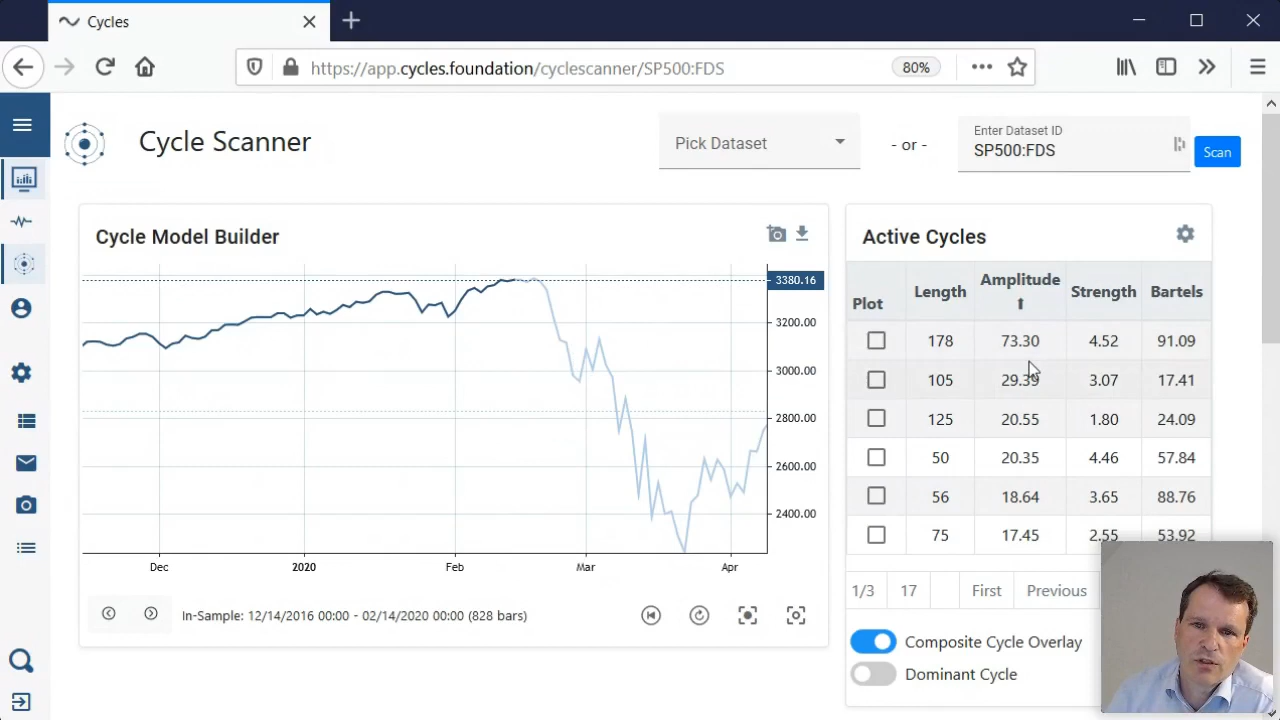 Cycles
https://app.cycles.foundation/cyclescanner/SP500:FDS
80%
Cycle Scanner
Pick Dataset
- or -
Enter Dataset ID
SP500:FDS
Scan
Cycle Model Builder
3380.16
3200.00
3000.00
2800.00
2600.00
2400.00
Dec 2020 Feb Mar Apr
In-Sample: 12/14/2016 00:00 - 02/14/2020 00:00 (828 bars)
Active Cycles
Plot Length Amplitude Strength Bartels
178 73.30 4.52 91.09
105 29.39 3.07 17.41
125 20.55 1.80 24.09
50 20.35 4.46 57.84
56 18.64 3.65 88.76
75 17.45 2.55 53.92
1/3 17 First Previous
Composite Cycle Overlay
Dominant Cycle